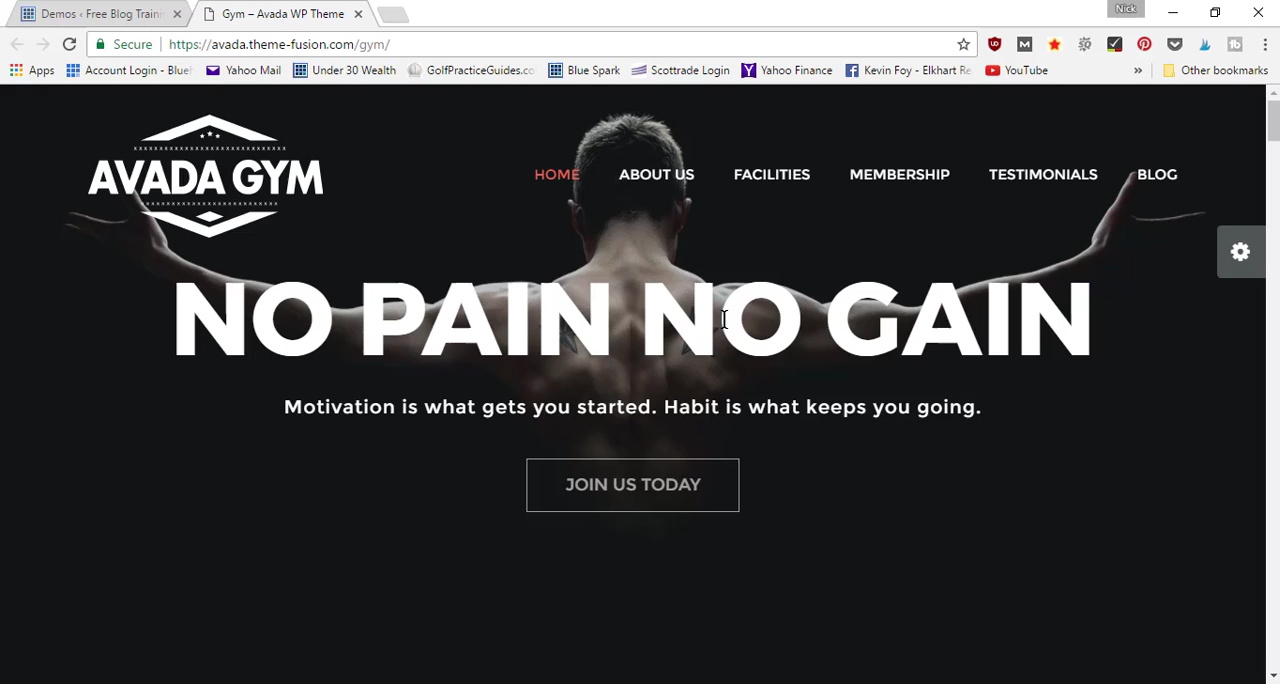 Demos ‹ Free Blog Traini
Gym – Avada WP Theme
Nick
Secure
https://avada.theme-fusion.com/gym/
Apps
Account Login - Blue
Yahoo Mail
Under 30 Wealth
GolfPracticeGuides.co
Blue Spark
Scottrade Login
Yahoo Finance
Kevin Foy - Elkhart Re
YouTube
»
Other bookmarks
AVADA GYM
HOME
ABOUT US
FACILITIES
MEMBERSHIP
TESTIMONIALS
BLOG
NO PAIN NO GAIN
Motivation is what gets you started. Habit is what keeps you going.
JOIN US TODAY